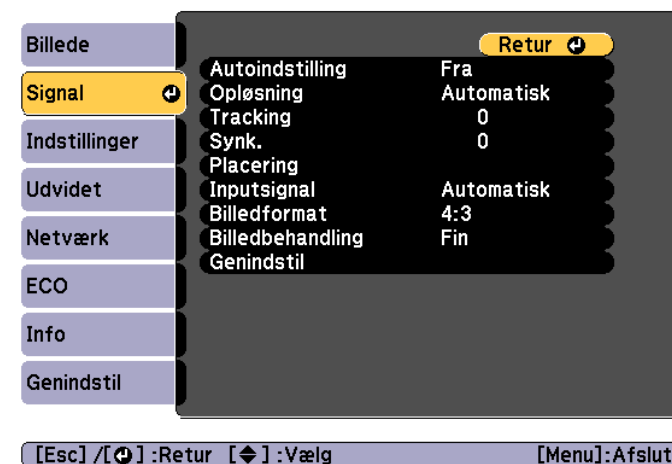 Billede
Signal
Indstillinger
Udvidet
Netværk
ECO
Info
Genindstil
Retur
Autoindstilling Fra
Opløsning Automatisk
Tracking 0
Synk. 0
Placering
Inputsignal Automatisk
Billedformat 4:3
Billedbehandling Fin
Genindstil
[Esc] /[ ] :Retur [ ] :Vælg [Menu]:Afslut